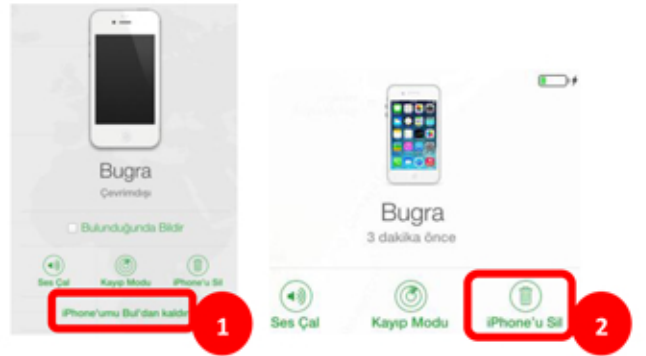 Bugra
Çevrimdışı
Bulunduğunda Bildir
Ses Çal
Kayıp Modu
iPhone'u Sil
iPhone'umu Bul'dan kaldır
1
Bugra
3 dakika önce
Ses Çal
Kayıp Modu
iPhone'u Sil
2